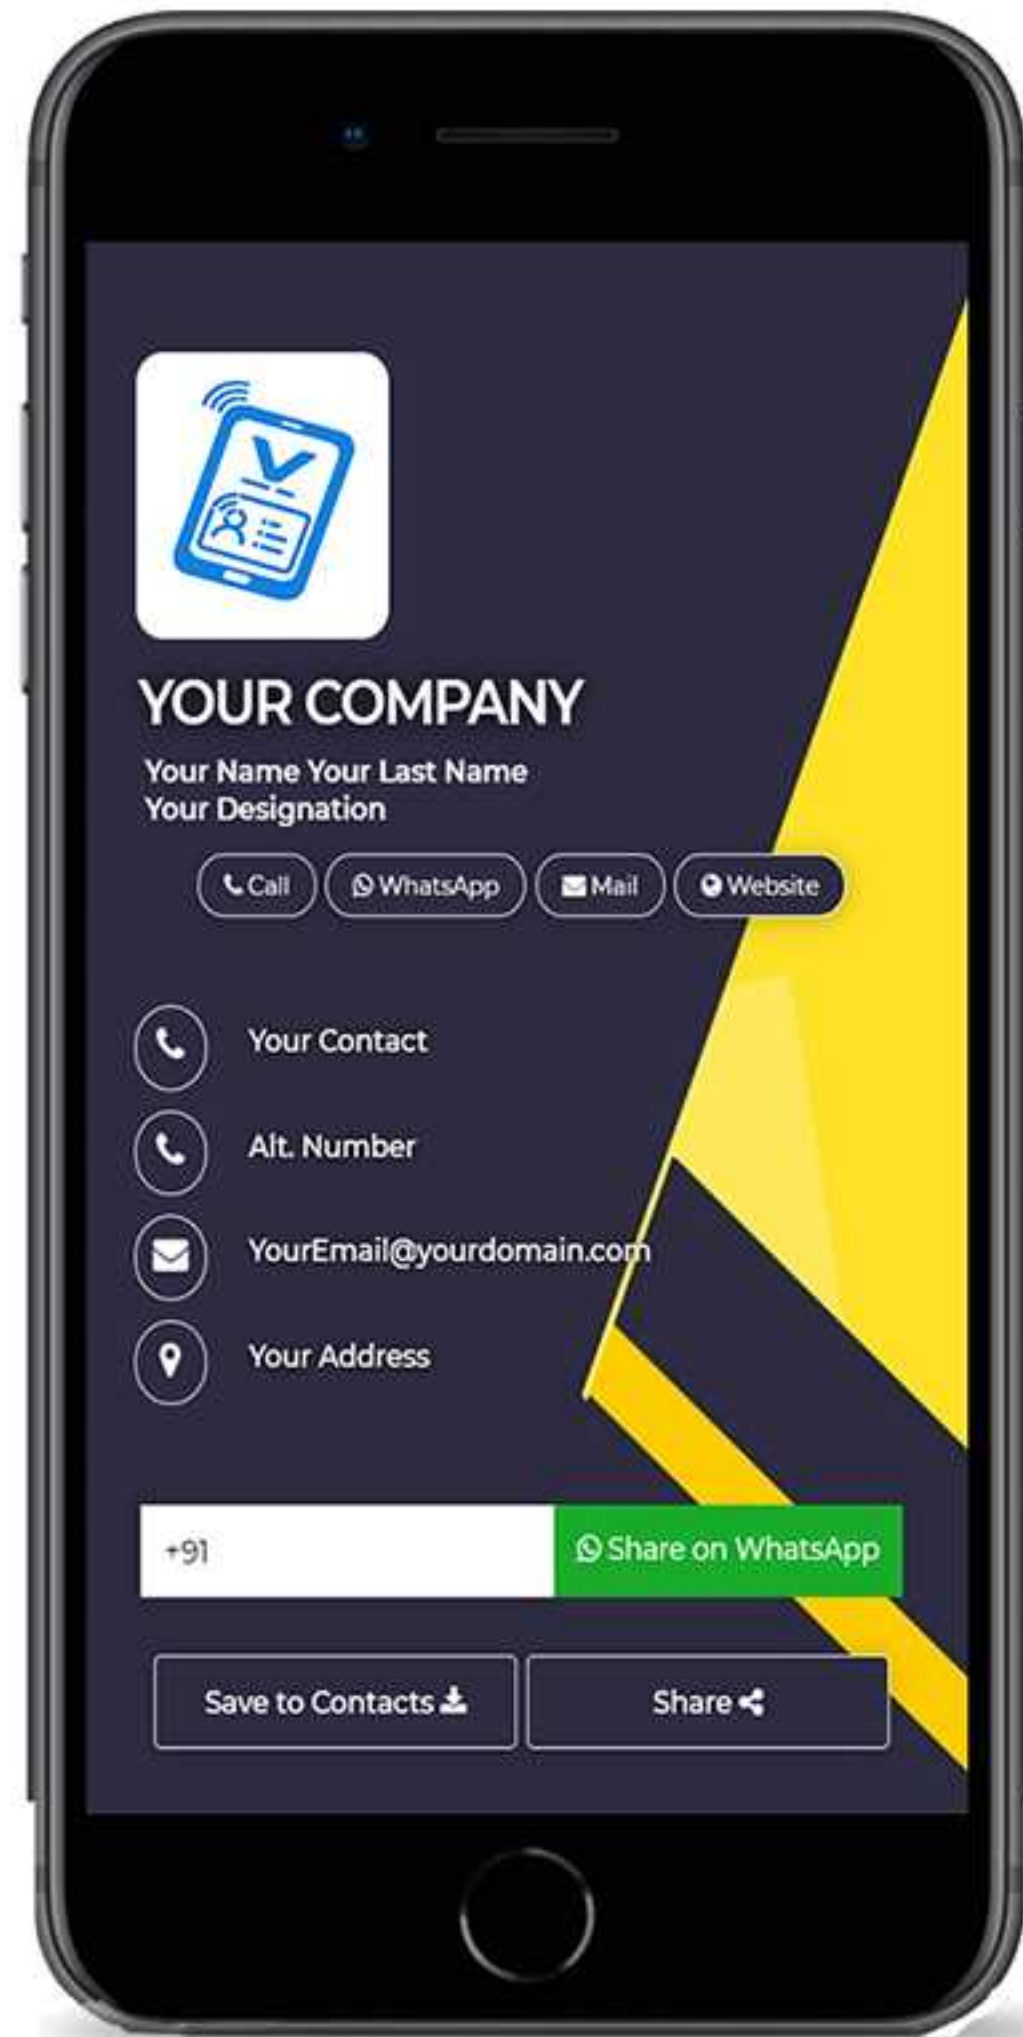 YOUR COMPANY
Your Name Your Last Name
Your Designation
Call WhatsApp Mail Website
Your Contact
Alt. Number
YourEmail@yourdomain.com
Your Address
+91 Share on WhatsApp
Save to Contacts Share